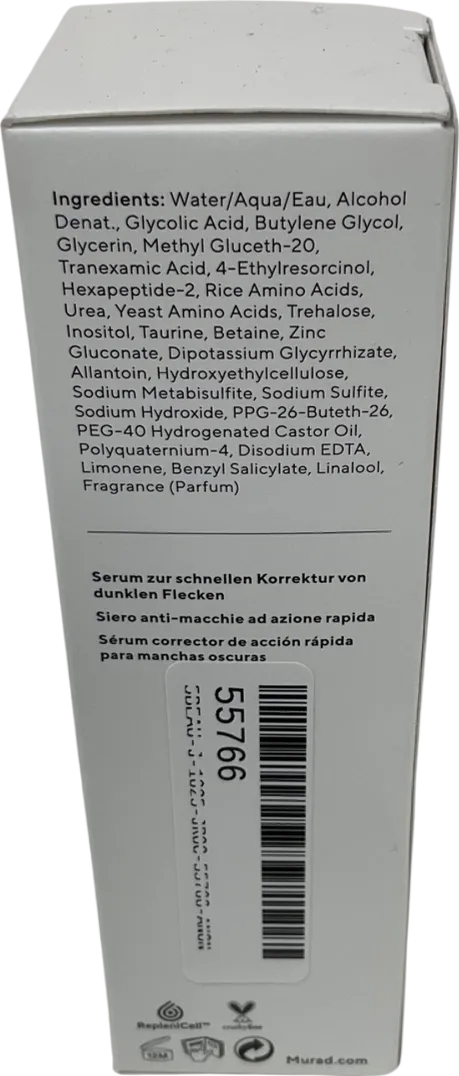 Ingredients: Water/Aqua/Eau, Alcohol
Denat., Glycolic Acid, Butylene Glycol,
Glycerin, Methyl Gluceth-20,
Tranexamic Acid, 4-Ethylresorcinol,
Hexapeptide-2, Rice Amino Acids,
Urea, Yeast Amino Acids, Trehalose,
Inositol, Taurine, Betaine, Zinc
Gluconate, Dipotassium Glycyrrhizate,
Allantoin, Hydroxyethylcellulose,
Sodium Metabisulfite, Sodium Sulfite,
Sodium Hydroxide, PPG-26-Buteth-26,
PEG-40 Hydrogenated Castor Oil,
Polyquaternium-4, Disodium EDTA,
Limonene, Benzyl Salicylate, Linalool,
Fragrance (Parfum)
Serum zur schnellen Korrektur von
dunklen Flecken
Siero anti-macchie ad azione rapida
Sérum corrector de acción rápida
para manchas oscuras
55766
RepleniCell™
crueltyfree
12M
Murad.com